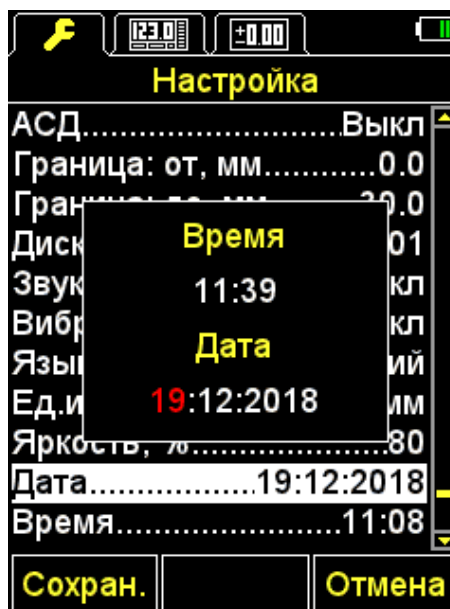 123.0 ±0.00
Настройка
АСД............................Выкл
Граница: от, мм.............0.0
Время
11:39
Дата
19:12:2018
80
Дата..................19:12:2018
Время........................11:08
Сохран. Отмена